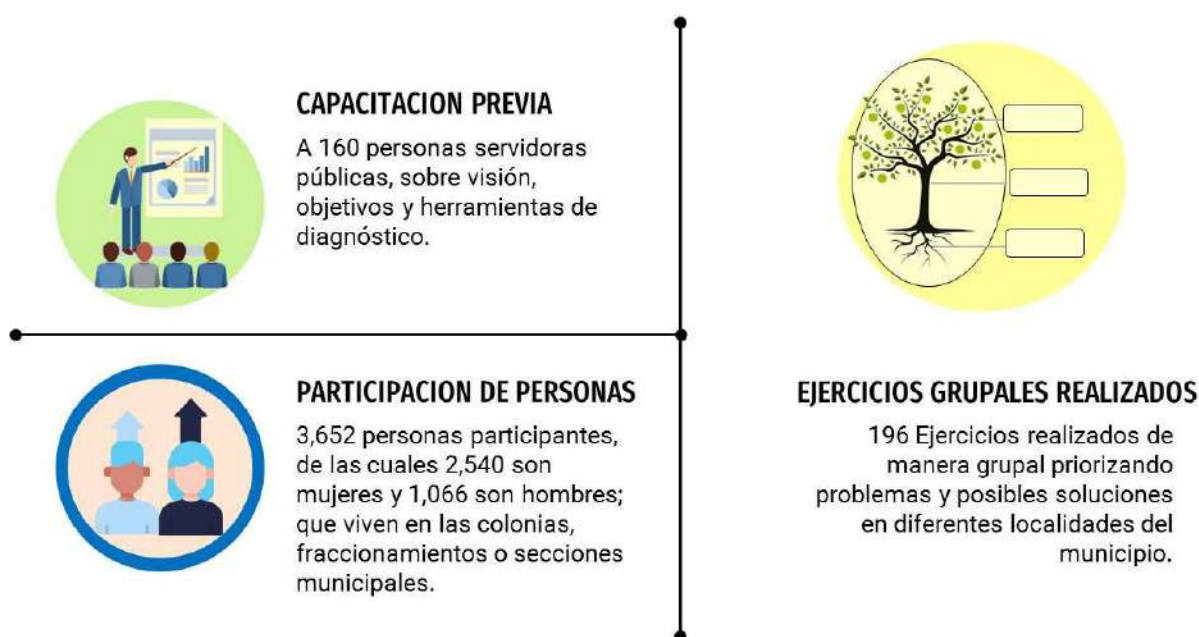 CAPACITACION PREVIA
A 160 personas servidoras
públicas, sobre visión,
objetivos y herramientas de
diagnóstico.
PARTICIPACION DE PERSONAS
3,652 personas participantes,
de las cuales 2,540 son
mujeres y 1,066 son hombres;
que viven en las colonias,
fraccionamientos o secciones
municipales.
EJERCICIOS GRUPALES REALIZADOS
196 Ejercicios realizados de
manera grupal priorizando
problemas y posibles soluciones
en diferentes localidades del
municipio.